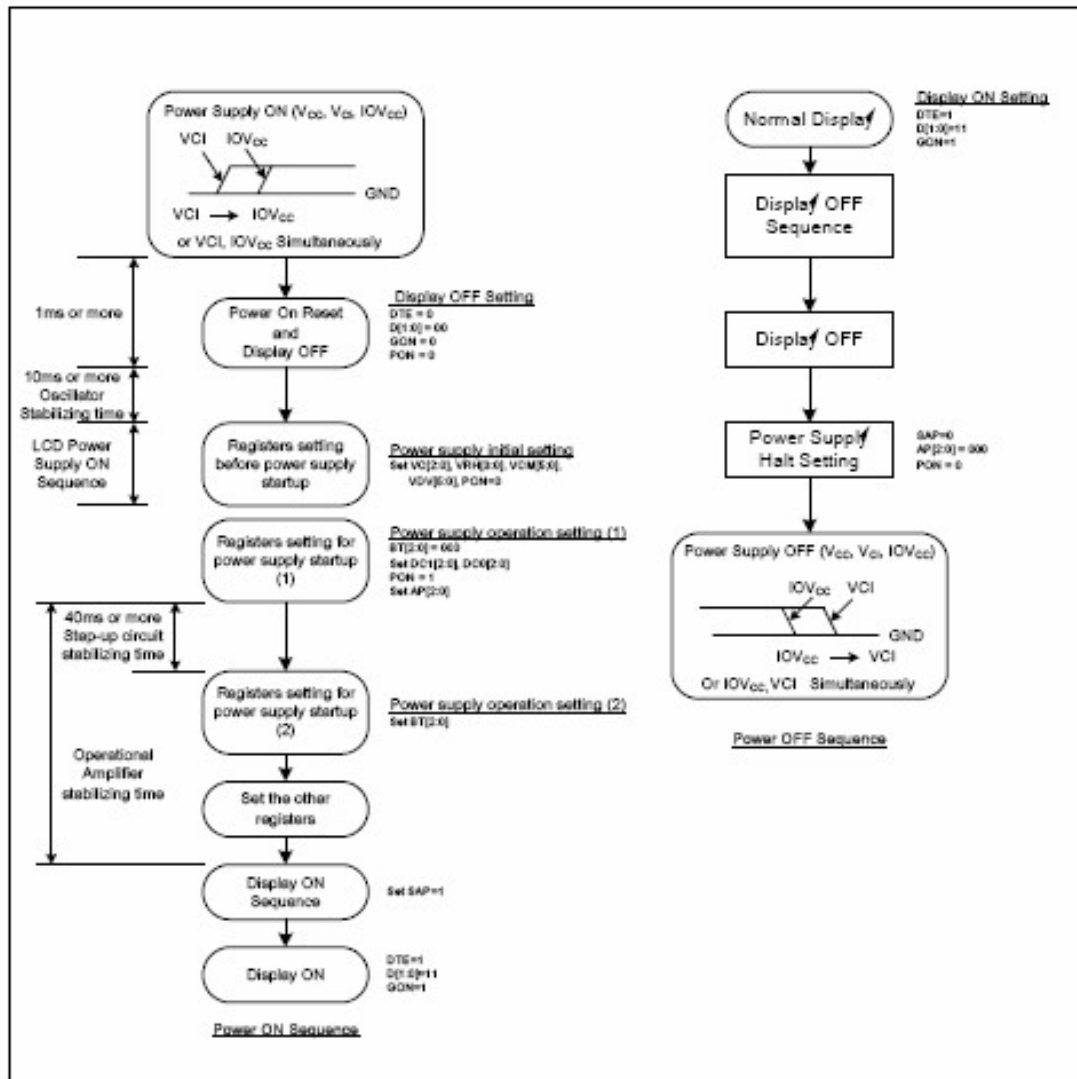 Power Supply ON (VCC, VCI, IOVCC)
VCI IOVCC
GND
VCI → IOVCC
or VCI, IOVCC Simultaneously
1ms or more
Power On Reset
and
Display OFF
Display OFF Setting
DTE = 0
D[1:0] = 00
GON = 0
PON = 0
10ms or more
Oscillator
Stabilizing time
LCD Power
Supply ON
Sequence
Registers setting
before power supply
startup
Power supply initial setting
Set VC[2:0], VRH[3:0], VCM[5:0],
VDV[5:0], PON=0
Registers setting for
power supply startup
(1)
Power supply operation setting (1)
BT[2:0] = 000
Set DC1[2:0], DC0[2:0]
PON = 1
Set AP[2:0]
40ms or more
Step-up circuit
stabilizing time
Registers setting for
power supply startup
(2)
Power supply operation setting (2)
Set BT[2:0]
Operational
Amplifier
stabilizing time
Set the other
registers
Display ON
Sequence
Set SAP=1
Display ON
DTE=1
D[1:0]=11
GON=1
Power ON Sequence
Normal Display
Display ON Setting
DTE=1
D[1:0]=11
GON=1
Display OFF
Sequence
Display OFF
Power Supply
Halt Setting
SAP=0
AP[2:0] = 000
PON = 0
Power Supply OFF (VCC, VCI, IOVCC)
IOVCC VCI
GND
IOVCC → VCI
Or IOVCC, VCI Simultaneously
Power OFF Sequence